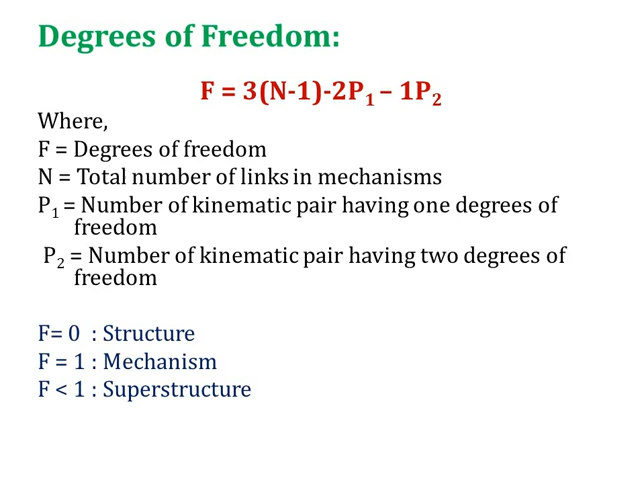 Degrees of Freedom:
F = 3(N-1)-2P₁ – 1P₂
Where,
F = Degrees of freedom
N = Total number of links in mechanisms
P₁ = Number of kinematic pair having one degrees of
freedom
P₂ = Number of kinematic pair having two degrees of
freedom
F= 0 : Structure
F = 1 : Mechanism
F < 1 : Superstructure